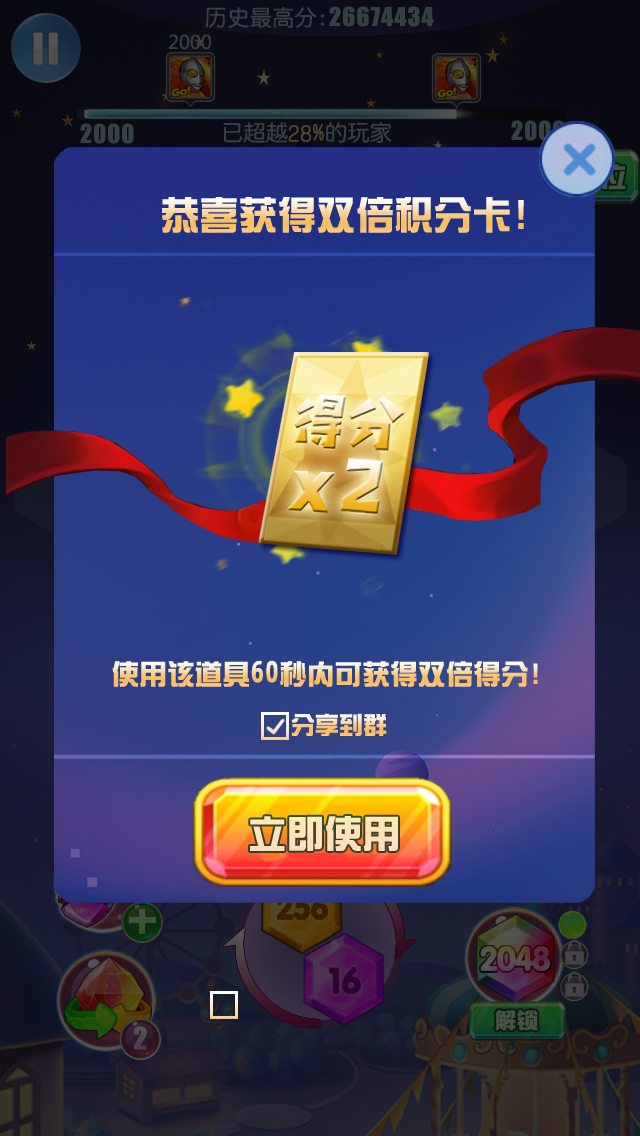 历史最高分:26674434
2000
Go!
Go!
2000
已超越28%的玩家
位
恭喜获得双倍积分卡!
得分
x2
使用该道具60秒内可获得双倍得分!
分享到群
立即使用
256
16
2048
解锁
2